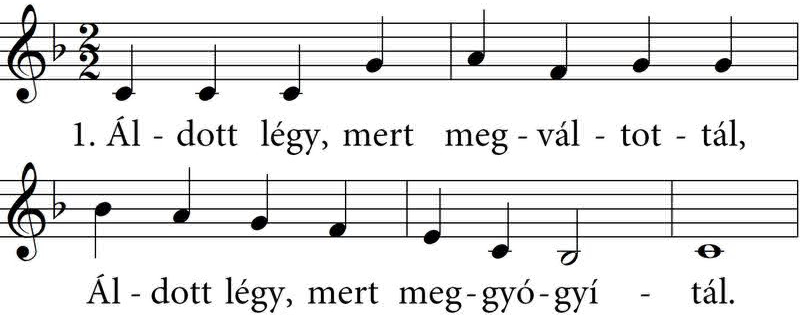 1. Ál - dott légy, mert meg - vál - tot - tál,
Ál - dott légy, mert meg - gyó - gyí - tál.